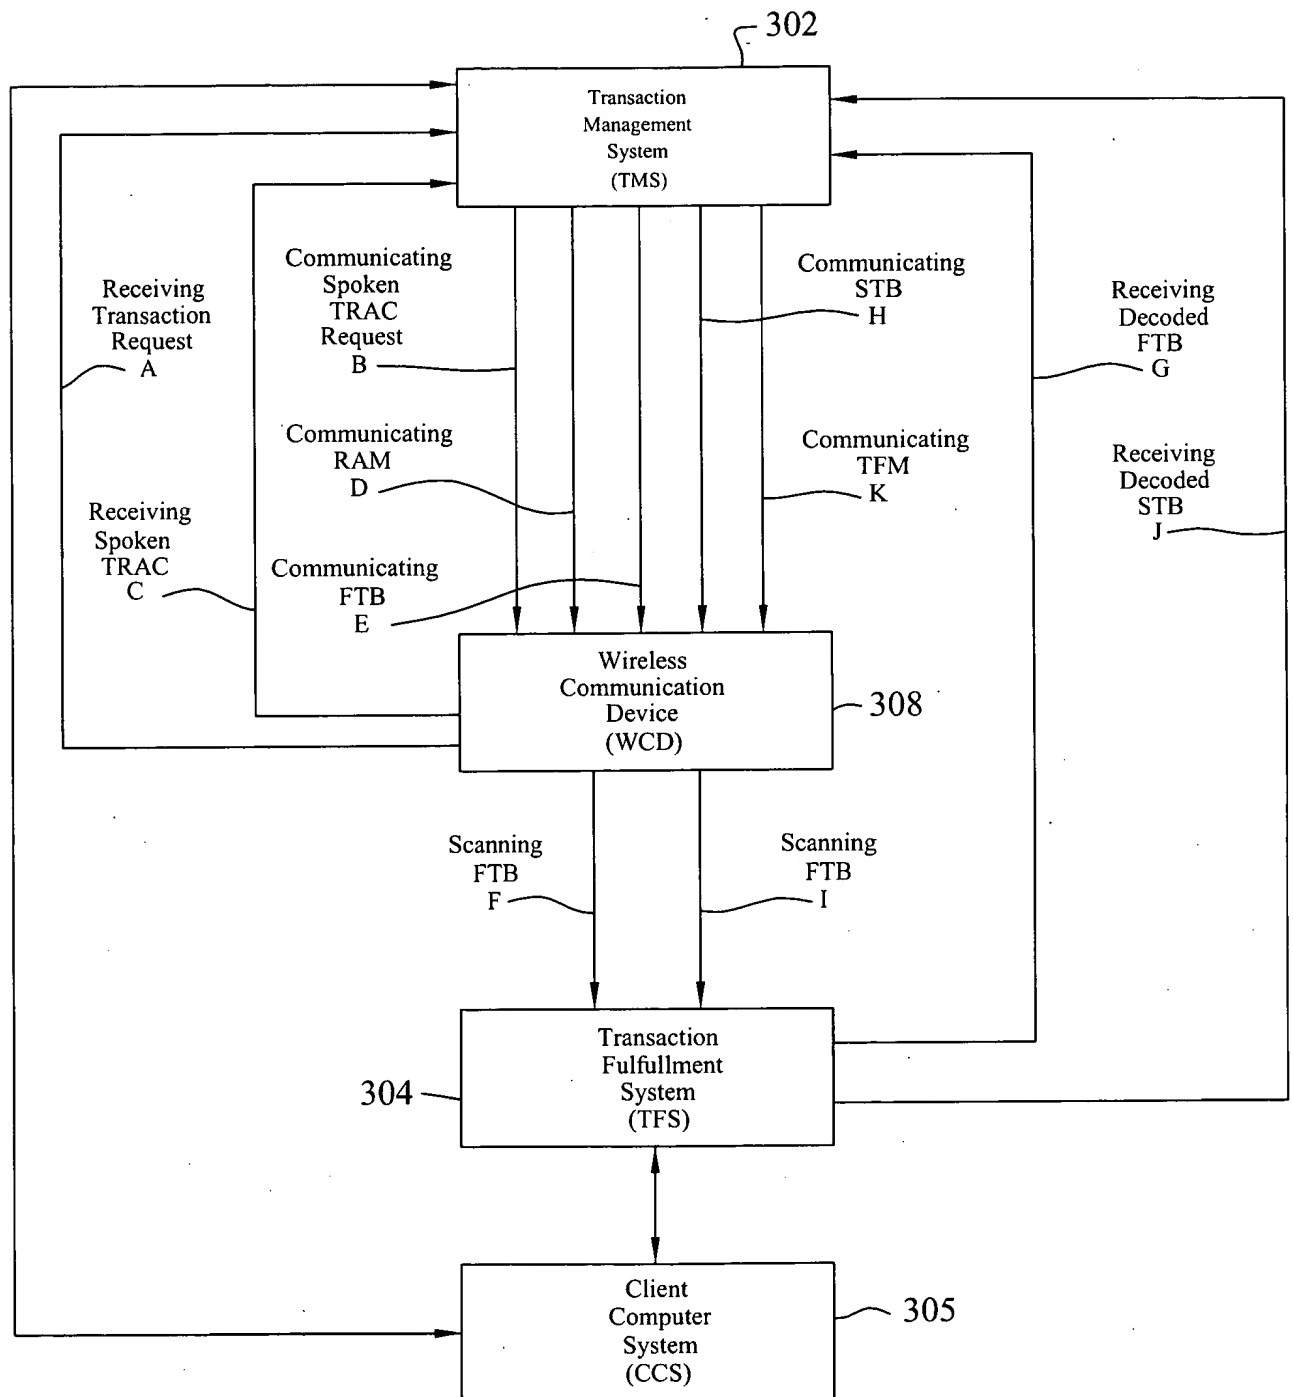 302
Transaction
Management
System
(TMS)
Receiving
Transaction
Request
A
Communicating
Spoken
TRAC
Request
B
Communicating
STB
H
Receiving
Decoded
FTB
G
Communicating
RAM
D
Communicating
TFM
K
Receiving
Decoded
STB
J
Receiving
Spoken
TRAC
C
Communicating
FTB
E
Wireless
Communication
Device
(WCD)
308
Scanning
FTB
F
Scanning
FTB
I
Transaction
Fulfullment
System
(TFS)
304
Client
Computer
System
(CCS)
305